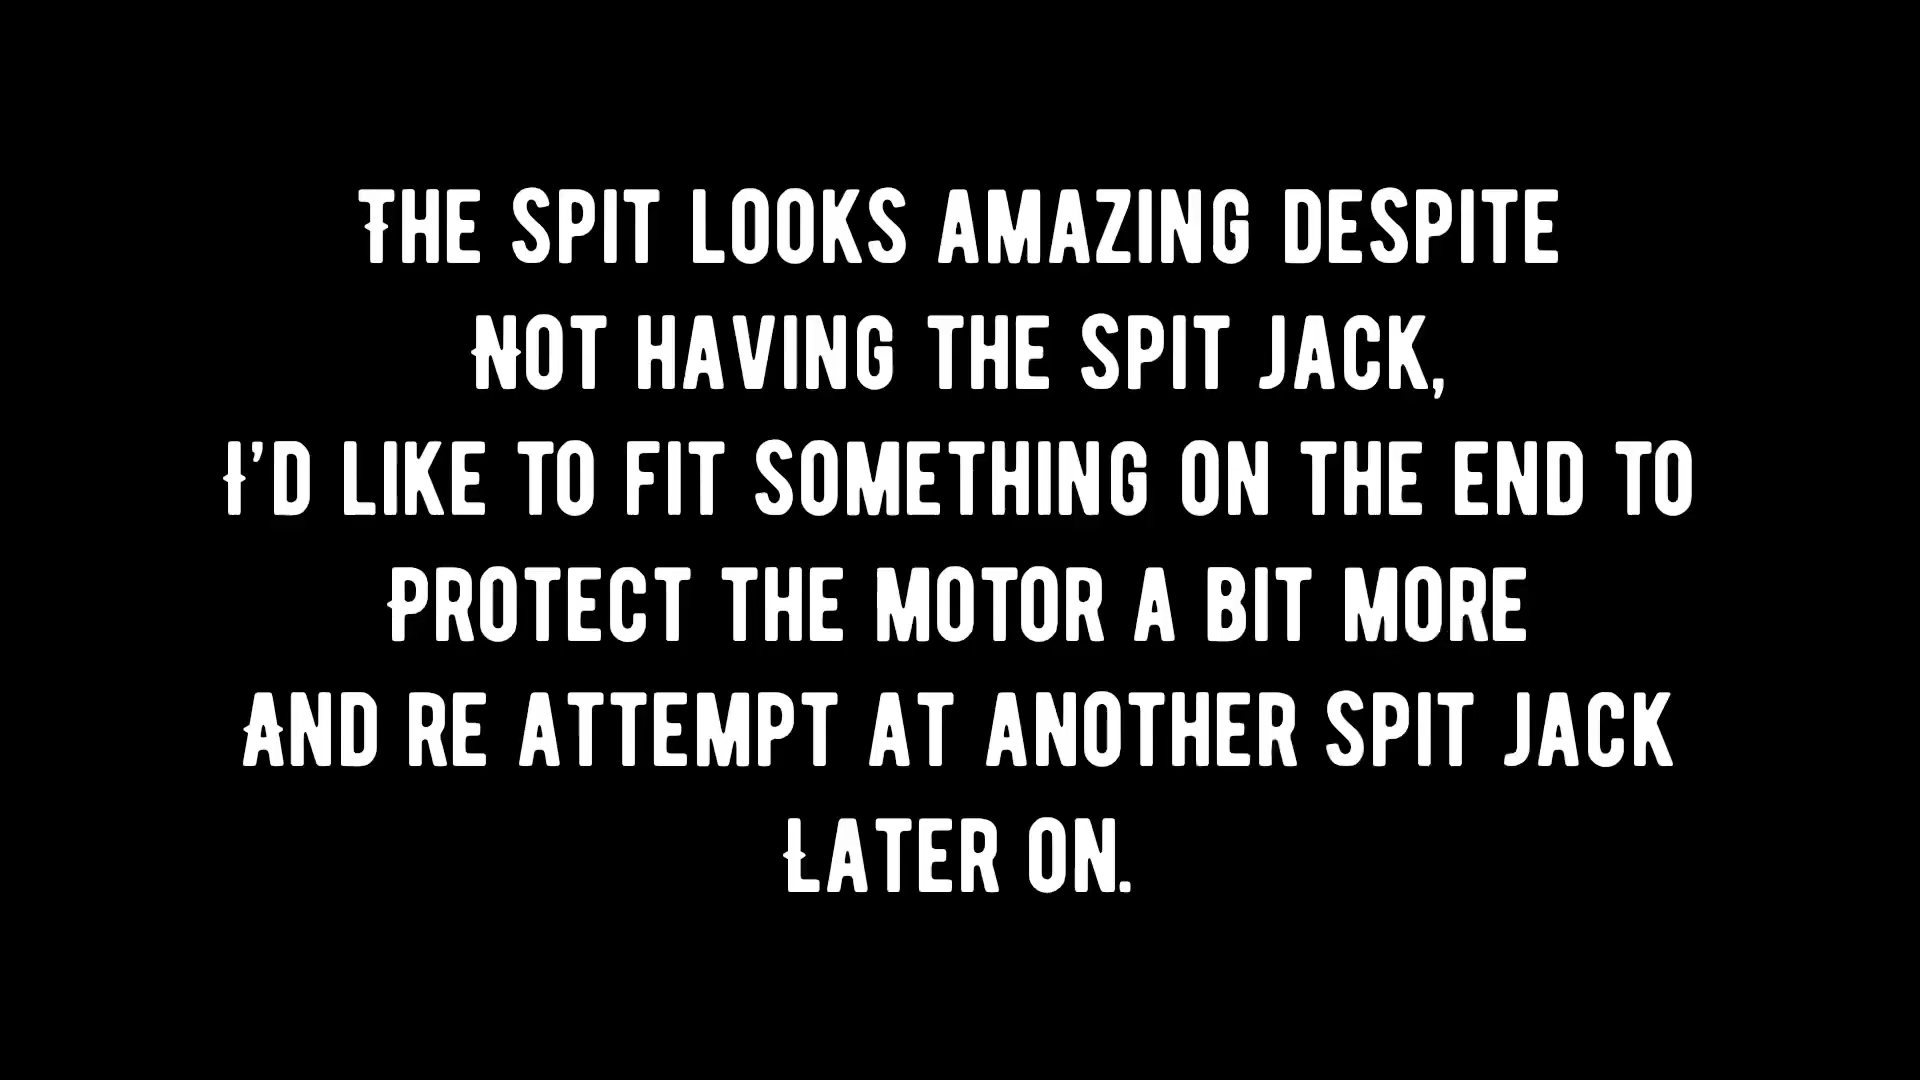 The spit looks amazing despite
Not having the spit jack,
I'd like to fit something on the end to
Protect the motor a bit more
And re attempt at another spit jack
Later on.